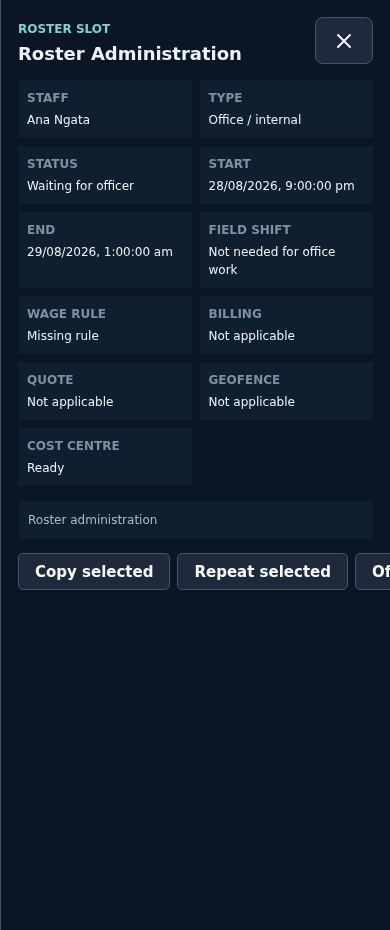 ROSTER SLOT
Roster Administration
STAFF
Ana Ngata
TYPE
Office / internal
STATUS
Waiting for officer
START
28/08/2026, 9:00:00 pm
END
29/08/2026, 1:00:00 am
FIELD SHIFT
Not needed for office
work
WAGE RULE
Missing rule
BILLING
Not applicable
QUOTE
Not applicable
GEOFENCE
Not applicable
COST CENTRE
Ready
Roster administration
Copy selected
Repeat selected